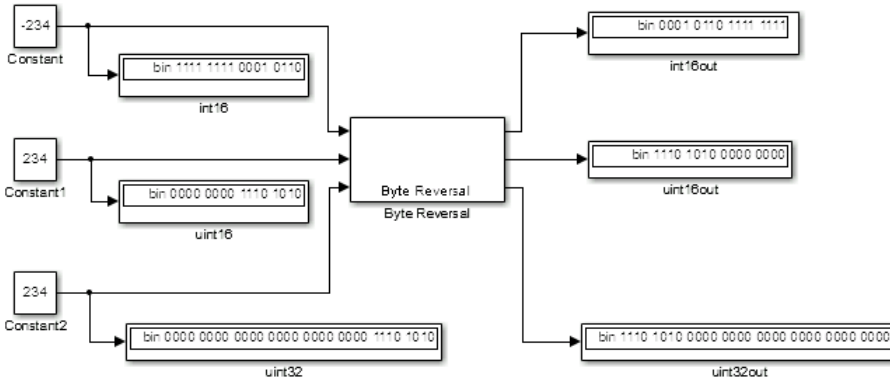 -234
Constant
bin 1111 1111 0001 0110
int16
bin 0001 0110 1111 1111
int16out
234
Constant1
bin 0000 0000 1110 1010
uint16
Byte Reversal
Byte Reversal
bin 1110 1010 0000 0000
uint16out
234
Constant2
bin 0000 0000 0000 0000 0000 0000 1110 1010
uint32
bin 1110 1010 0000 0000 0000 0000 0000 0000
uint32out